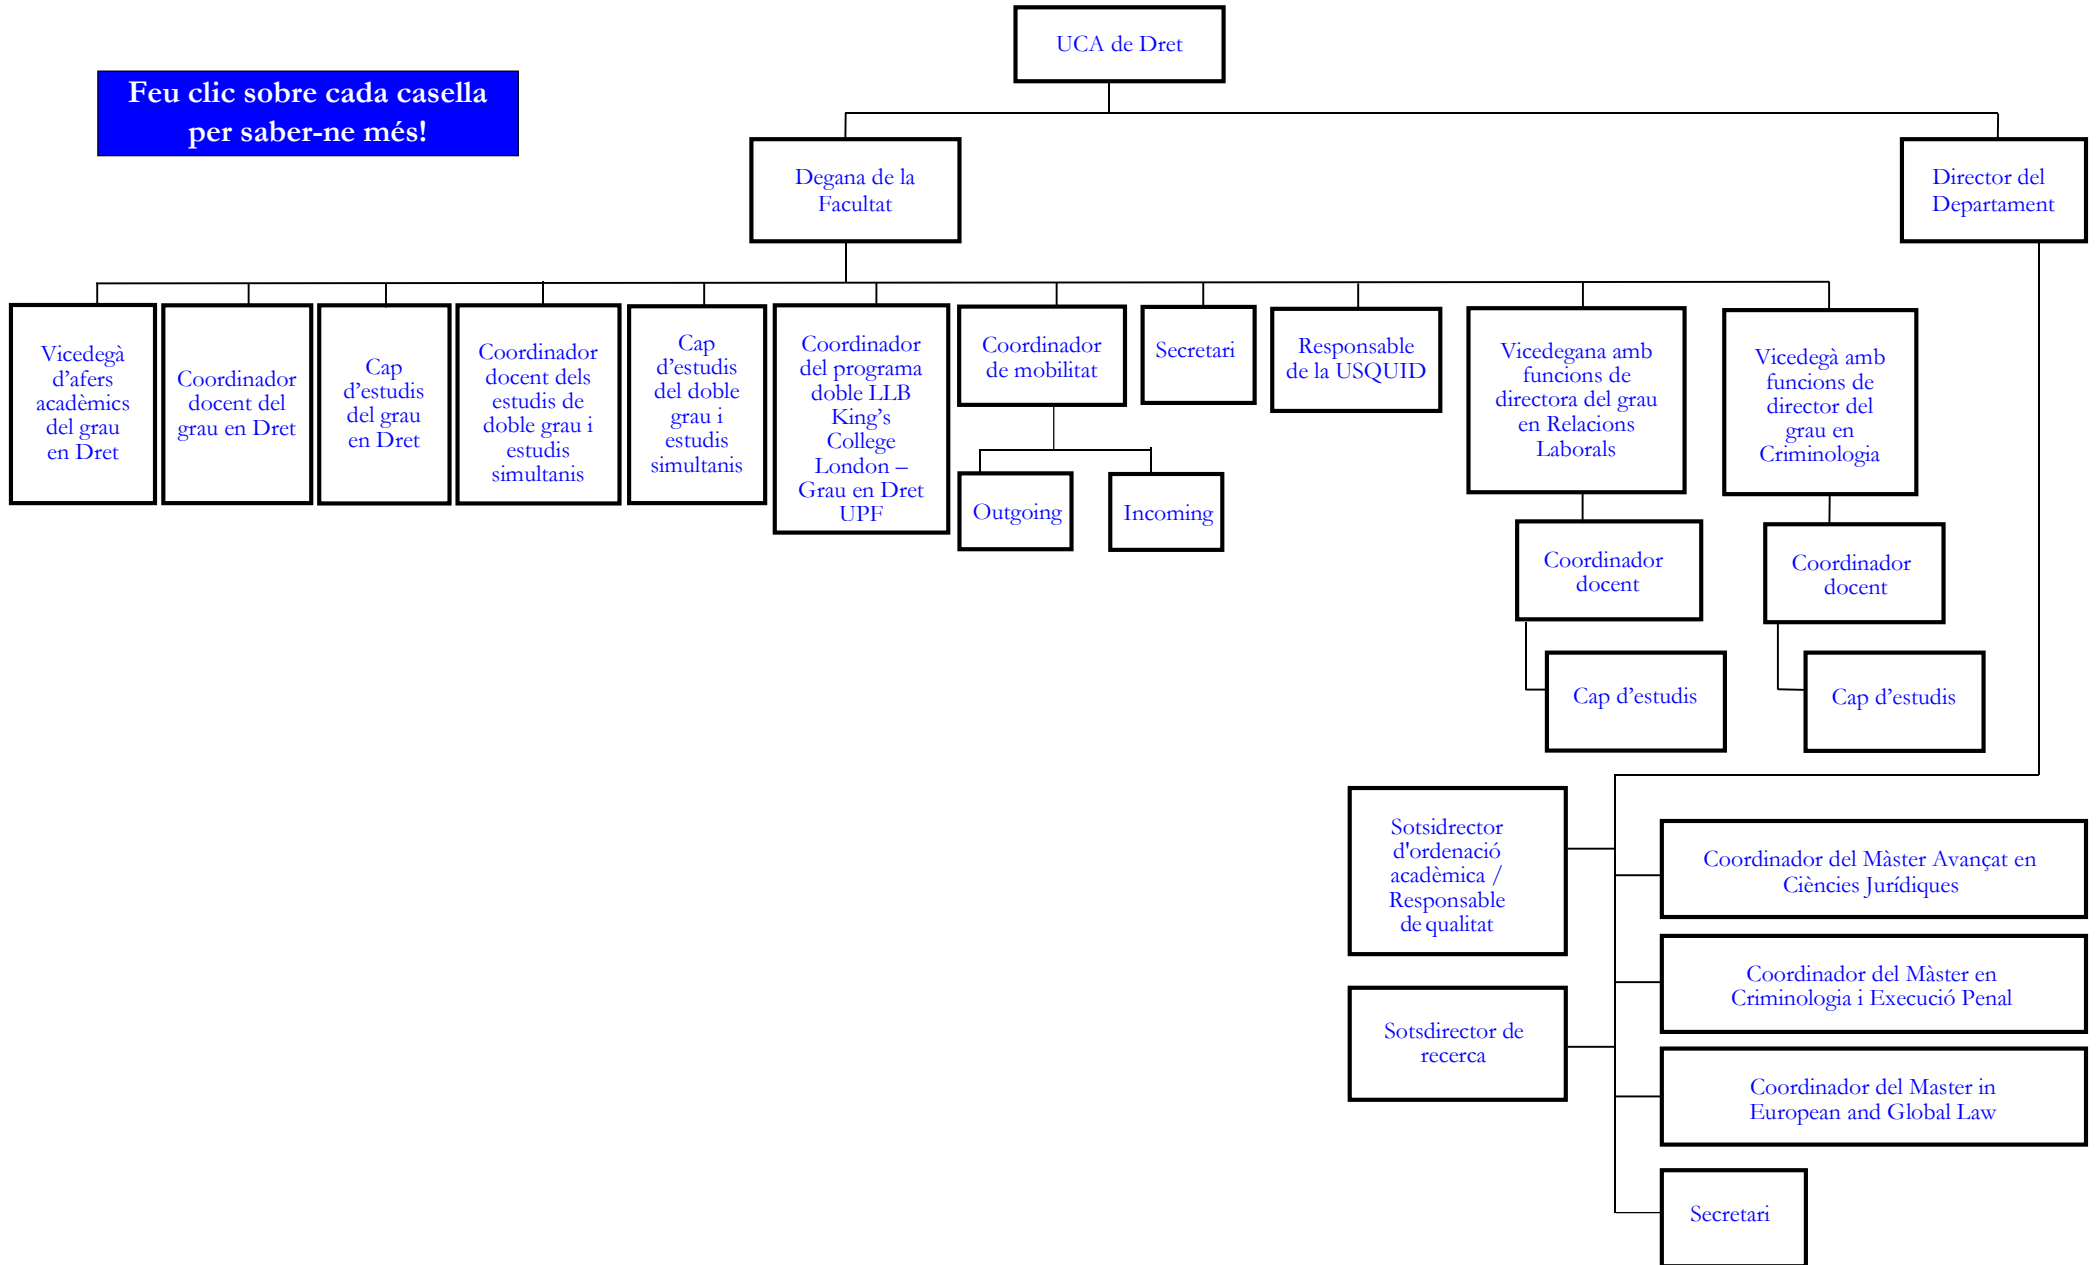 UCA de Dret
Feu clic sobre cada casella
per saber-ne més!
Degana de la
Facultat
Director del
Departament
Vicedegà
d’afers
acadèmics
del grau
en Dret
Coordinador
docent del
grau en Dret
Cap
d’estudis
del grau
en Dret
Coordinador
docent dels
estudis de
doble grau i
estudis
simultanis
Cap
d’estudis
del doble
grau i
estudis
simultanis
Coordinador
del programa
doble LLB
King’s
College
London –
Grau en Dret
UPF
Coordinador
de mobilitat
Secretari
Responsable
de la USQUID
Vicedegana amb
funcions de
directora del grau
en Relacions
Laborals
Vicedegà amb
funcions de
director del
grau en
Criminologia
Outgoing
Incoming
Coordinador
docent
Coordinador
docent
Cap d’estudis
Cap d’estudis
Sotsidrector
d'ordenació
acadèmica /
Responsable
de qualitat
Coordinador del Màster Avançat en
Ciències Jurídiques
Coordinador del Màster en
Criminologia i Execució Penal
Sotsdirector de
recerca
Coordinador del Master in
European and Global Law
Secretari